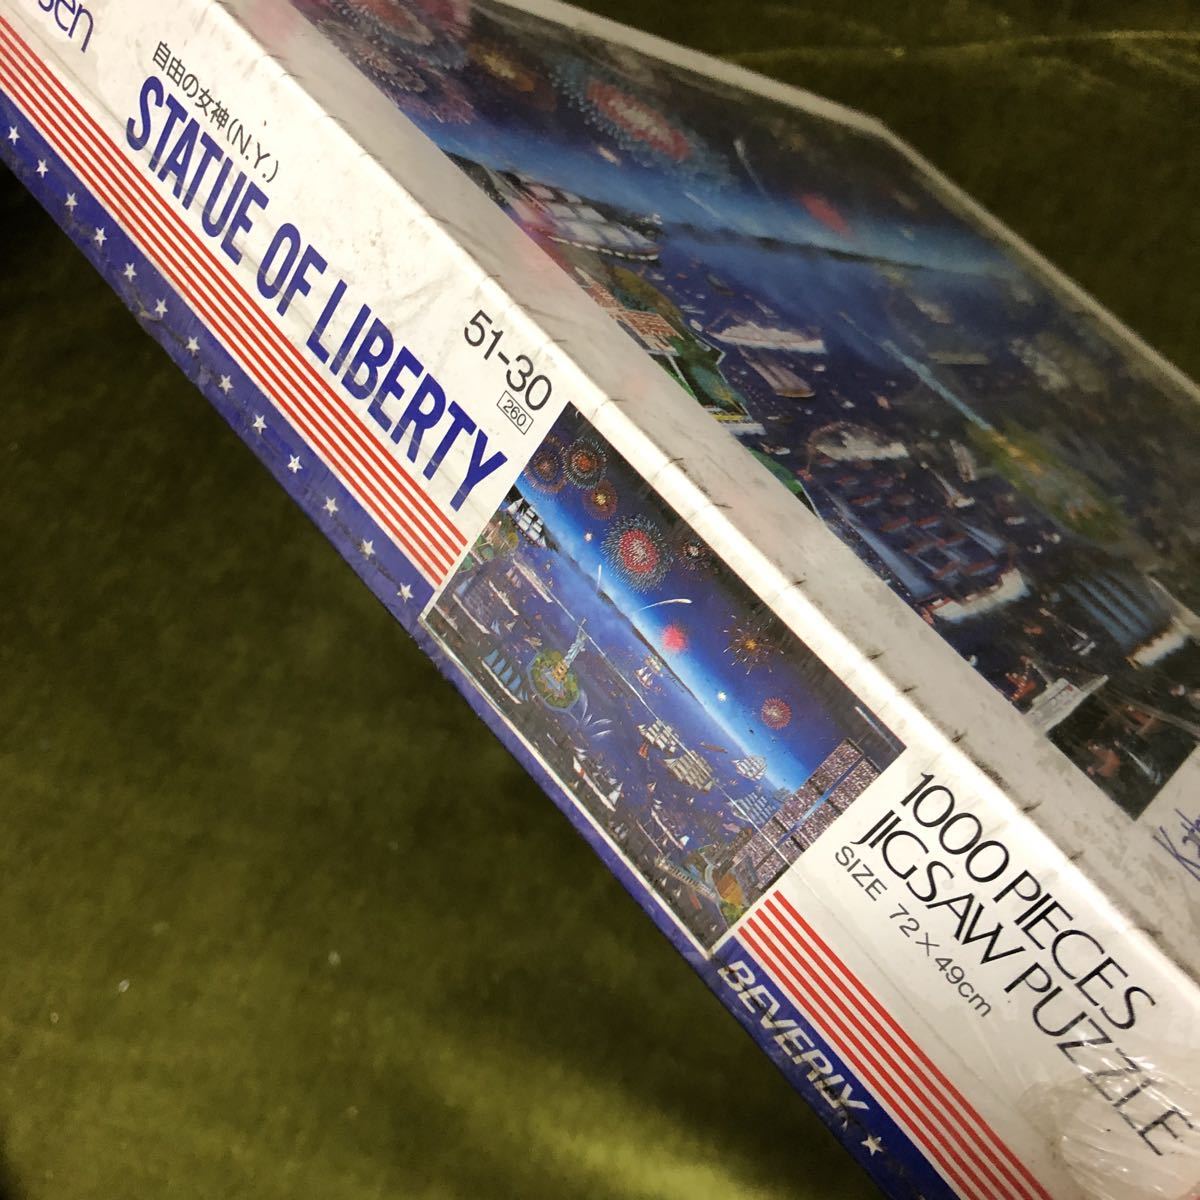 自由の女神(N.Y.)
STATUE OF LIBERTY
51-30
260
1000 PIECES
JIGSAW PUZZLE
SIZE 72×49cm
BEVERLY